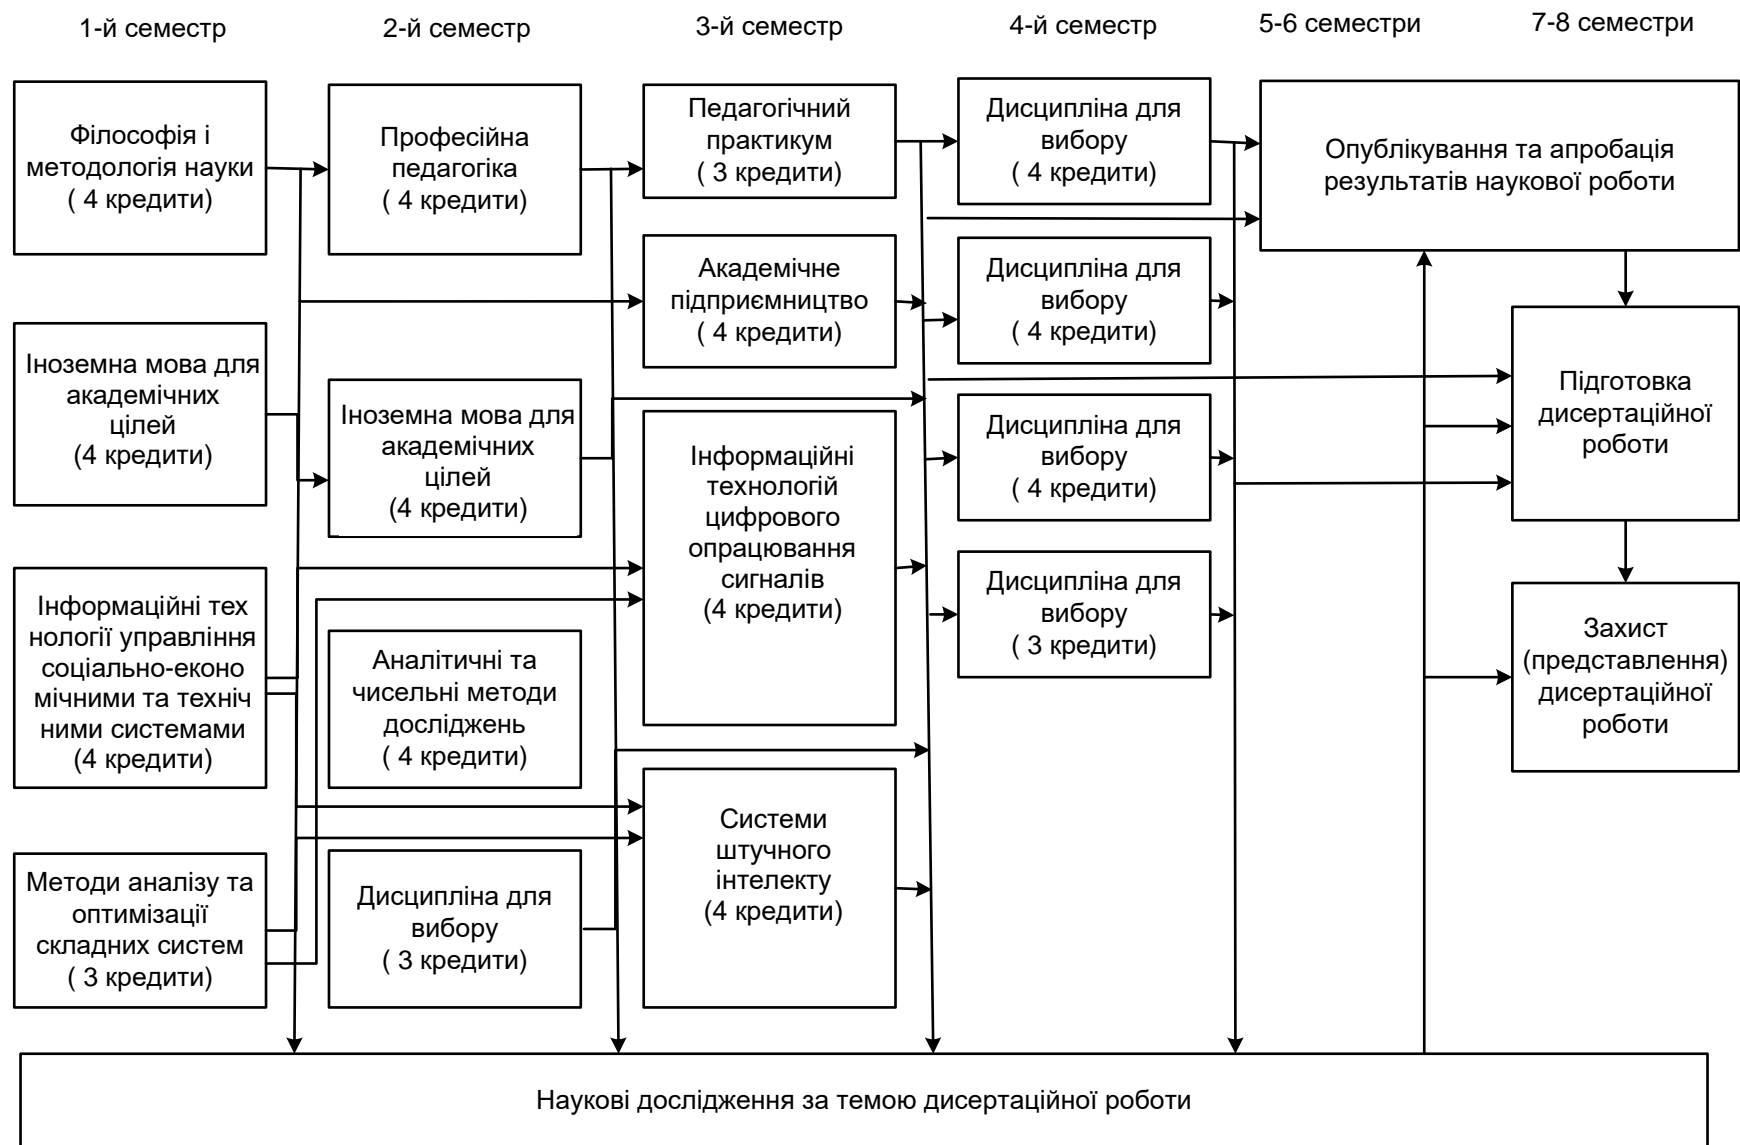 1-й семестр
2-й семестр
3-й семестр
4-й семестр
5-6 семестри
7-8 семестри
Філософія і
методологія науки
( 4 кредити)
Іноземна мова для
академічних
цілей
(4 кредити)
Інформаційні тех
нології управління
соціально-еконо
мічними та техніч
ними системами
(4 кредити)
Методи аналізу та
оптимізації
складних систем
( 3 кредити)
Професійна
педагогіка
( 4 кредити)
Іноземна мова для
академічних
цілей
(4 кредити)
Аналітичні та
чисельні методи
досліджень
( 4 кредити)
Дисципліна для
вибору
( 3 кредити)
Педагогічний
практикум
( 3 кредити)
Академічне
підприємництво
( 4 кредити)
Інформаційні
технологій
цифрового
опрацювання
сигналів
(4 кредити)
Системи
штучного
інтелекту
(4 кредити)
Дисципліна для
вибору
( 4 кредити)
Дисципліна для
вибору
( 4 кредити)
Дисципліна для
вибору
( 4 кредити)
Дисципліна для
вибору
( 3 кредити)
Опублікування та апробація
результатів наукової роботи
Підготовка
дисертаційної
роботи
Захист
(представлення)
дисертаційної
роботи
Наукові дослідження за темою дисертаційної роботи